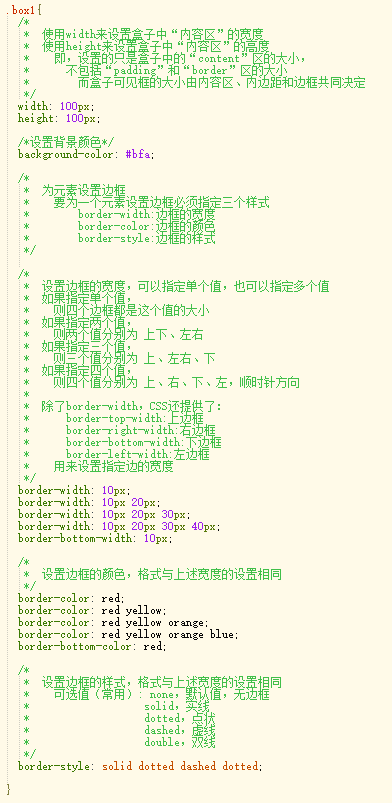 .box1{
/*
* 使用width来设置盒子中“内容区”的宽度
* 使用height来设置盒子中“内容区”的高度
* 即，设置的只是盒子中的“content”区的大小，
* 不包括“padding”和“border”区的大小
* 而盒子可见框的大小由内容区、内边距和边框共同决定
*/
width: 100px;
height: 100px;
/*设置背景颜色*/
background-color: #bfa;
/*
* 为元素设置边框
* 要为一个元素设置边框必须指定三个样式
* border-width:边框的宽度
* border-color:边框的颜色
* border-style:边框的样式
*/
/*
* 设置边框的宽度，可以指定单个值，也可以指定多个值
* 如果指定单个值，
* 则四个边框都是这个值的大小
* 如果指定两个值，
* 则两个值分别为 上下、左右
* 如果指定三个值，
* 则三个值分别为 上、左右、下
* 如果指定四个值，
* 则四个值分别为 上、右、下、左，顺时针方向
*
* 除了border-width，CSS还提供了：
* border-top-width:上边框
* border-right-width:右边框
* border-bottom-width:下边框
* border-left-width:左边框
* 用来设置指定边的宽度
*/
border-width: 10px;
border-width: 10px 20px;
border-width: 10px 20px 30px;
border-width: 10px 20px 30px 40px;
border-bottom-width: 10px;
/*
* 设置边框的颜色，格式与上述宽度的设置相同
*/
border-color: red;
border-color: red yellow;
border-color: red yellow orange;
border-color: red yellow orange blue;
border-bottom-color: red;
/*
* 设置边框的样式，格式与上述宽度的设置相同
* 可选值（常用）: none，默认值，无边框
* solid，实线
* dotted，点状
* dashed，虚线
* double，双线
*/
border-style: solid dotted dashed dotted;
}